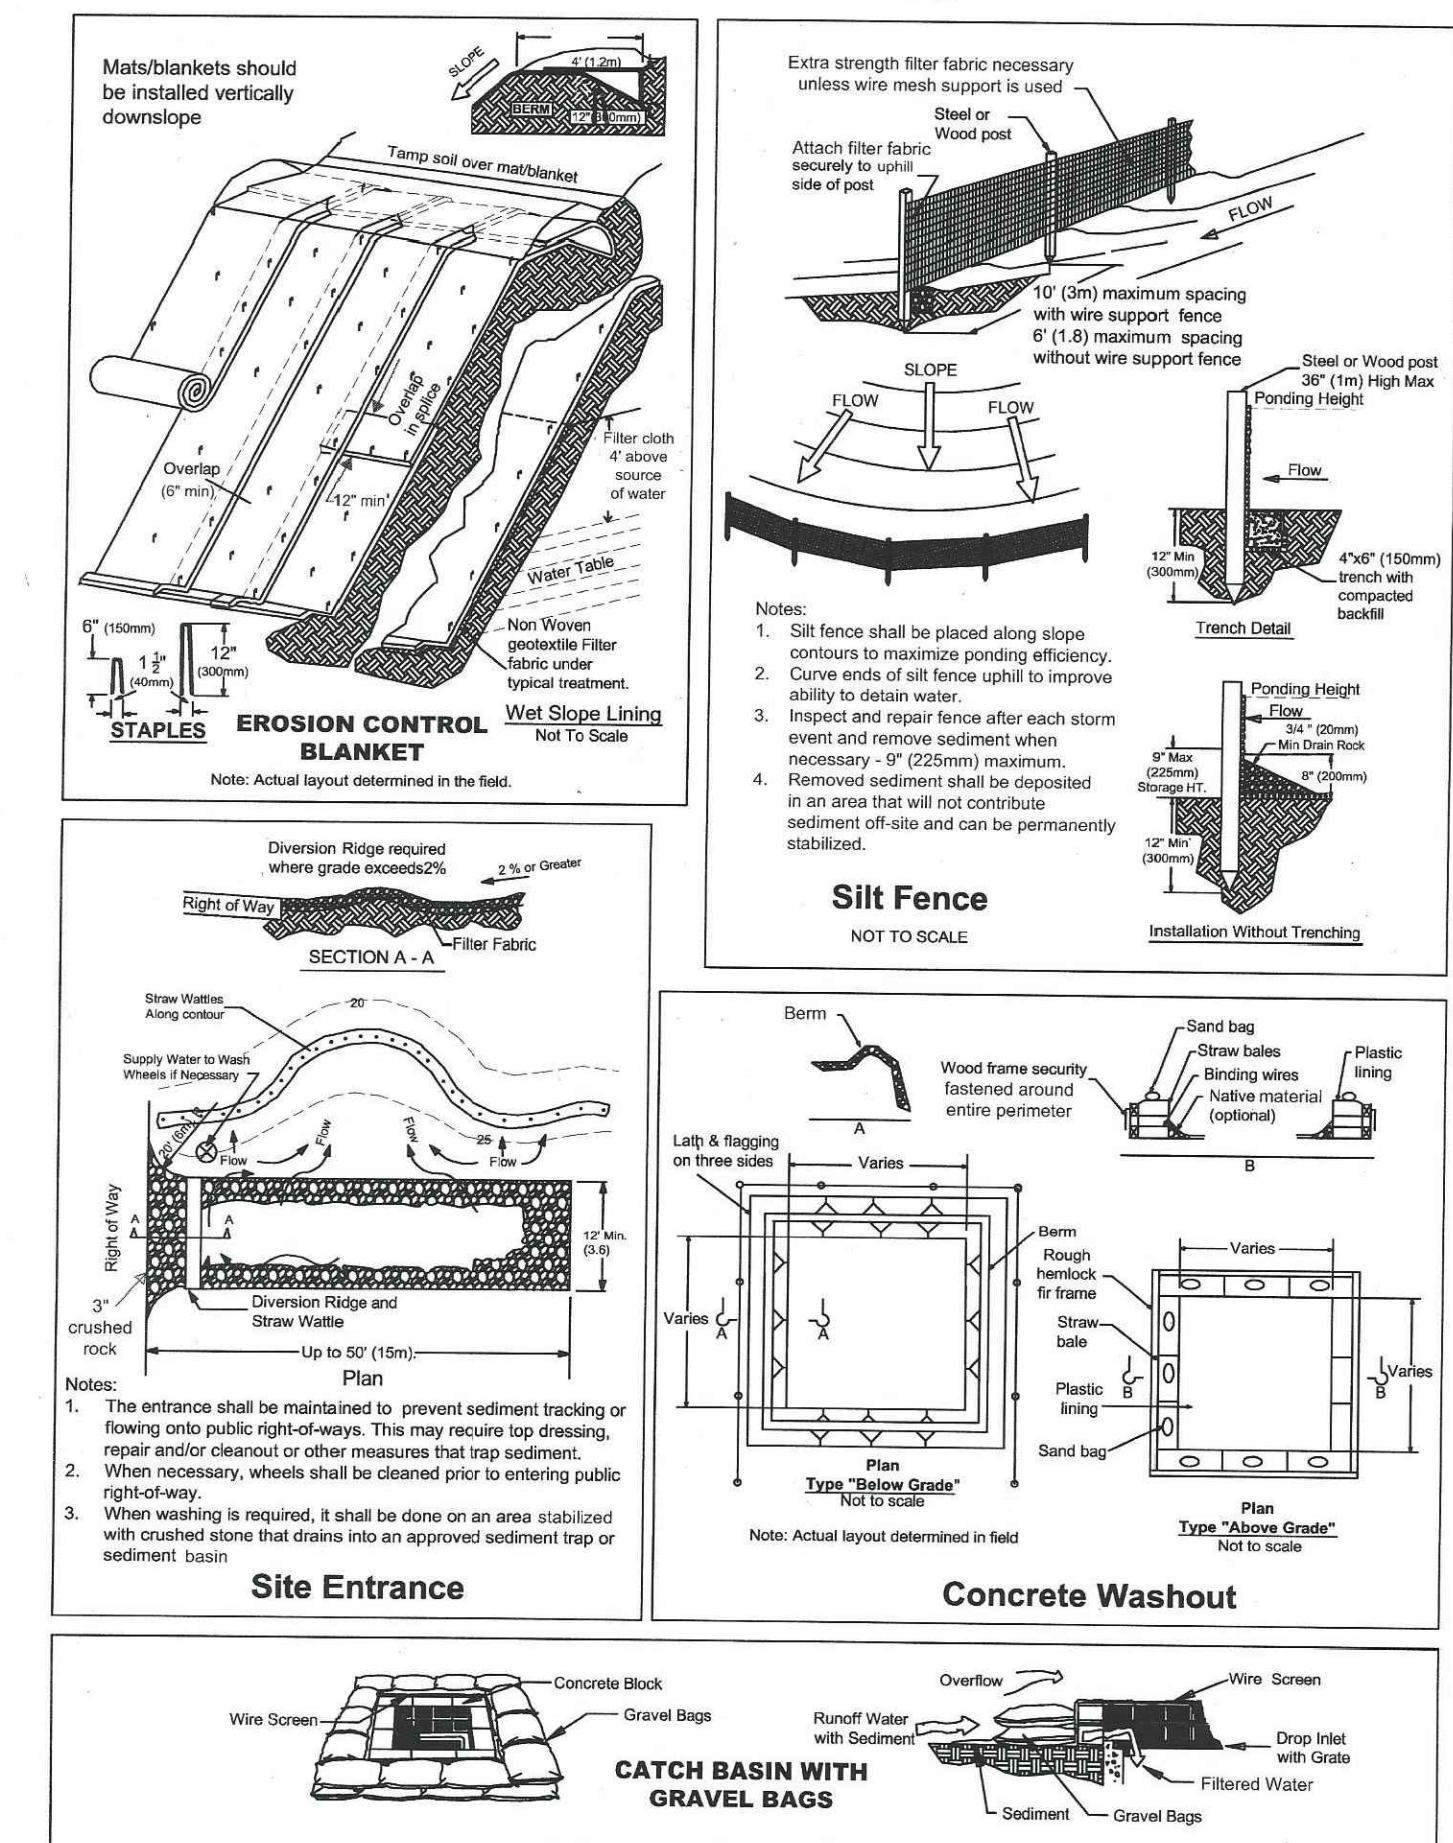 Mats/blankets should
be installed vertically
downslope
SLOPE
4' (1.2m)
BERM
Tamp soil over mat/blanket
Overlap
in splice
Overlap
(6" min)
12" min'
Filter cloth
4' above
source
of water
Water Table
Non Woven
geotextile Filter
fabric under
typical treatment.
Wet Slope Lining
Not To Scale
6" (150mm)
1 1/2"
(40mm)
12"
(300mm)
STAPLES
EROSION CONTROL
BLANKET
Note: Actual layout determined in the field.
Extra strength filter fabric necessary
unless wire mesh support is used
Steel or
Wood post
Attach filter fabric
securely to uphill
side of post
FLOW
10' (3m) maximum spacing
with wire support fence
6' (1.8) maximum spacing
without wire support fence
SLOPE
FLOW
FLOW
Steel or Wood post
36" (1m) High Max
Ponding Height
Flow
12" Min
(300mm)
4"x6" (150mm)
trench with
compacted
backfill
Trench Detail
Notes:
1. Silt fence shall be placed along slope
contours to maximize ponding efficiency.
2. Curve ends of silt fence uphill to improve
ability to detain water.
3. Inspect and repair fence after each storm
event and remove sediment when
necessary - 9" (225mm) maximum.
4. Removed sediment shall be deposited
in an area that will not contribute
sediment off-site and can be permanently
stabilized.
Ponding Height
Flow
3/4 " (20mm)
Min Drain Rock
9" Max
(225mm)
Storage HT.
8" (200mm)
12" Min'
(300mm)
Installation Without Trenching
Silt Fence
NOT TO SCALE
Diversion Ridge required
where grade exceeds2%
2 % or Greater
Right of Way
Filter Fabric
SECTION A - A
Straw Wattles
Along contour
20
Supply Water to Wash
Wheels if Necessary
20' (6m) R
25
Flow
Flow
Flow
Flow
Right of Way
A
A
12' Min.
(3.6)
3"
crushed
rock
Diversion Ridge and
Straw Wattle
Up to 50' (15m).
Plan
Notes:
1. The entrance shall be maintained to prevent sediment tracking or
flowing onto public right-of-ways. This may require top dressing,
repair and/or cleanout or other measures that trap sediment.
2. When necessary, wheels shall be cleaned prior to entering public
right-of-way.
3. When washing is required, it shall be done on an area stabilized
with crushed stone that drains into an approved sediment trap or
sediment basin
Site Entrance
Berm
A
Wood frame security
fastened around
entire perimeter
Sand bag
Straw bales
Binding wires
Native material
(optional)
Plastic
lining
B
Lath & flagging
on three sides
Varies
Berm
Varies
A
A
Plan
Type "Below Grade"
Not to scale
Note: Actual layout determined in field
Varies
Rough
hemlock
fir frame
Straw
bale
Plastic
lining
Sand bag
B
B
Varies
Plan
Type "Above Grade"
Not to scale
Concrete Washout
Concrete Block
Wire Screen
Gravel Bags
CATCH BASIN WITH
GRAVEL BAGS
Overflow
Wire Screen
Runoff Water
with Sediment
Drop Inlet
with Grate
Filtered Water
Sediment
Gravel Bags